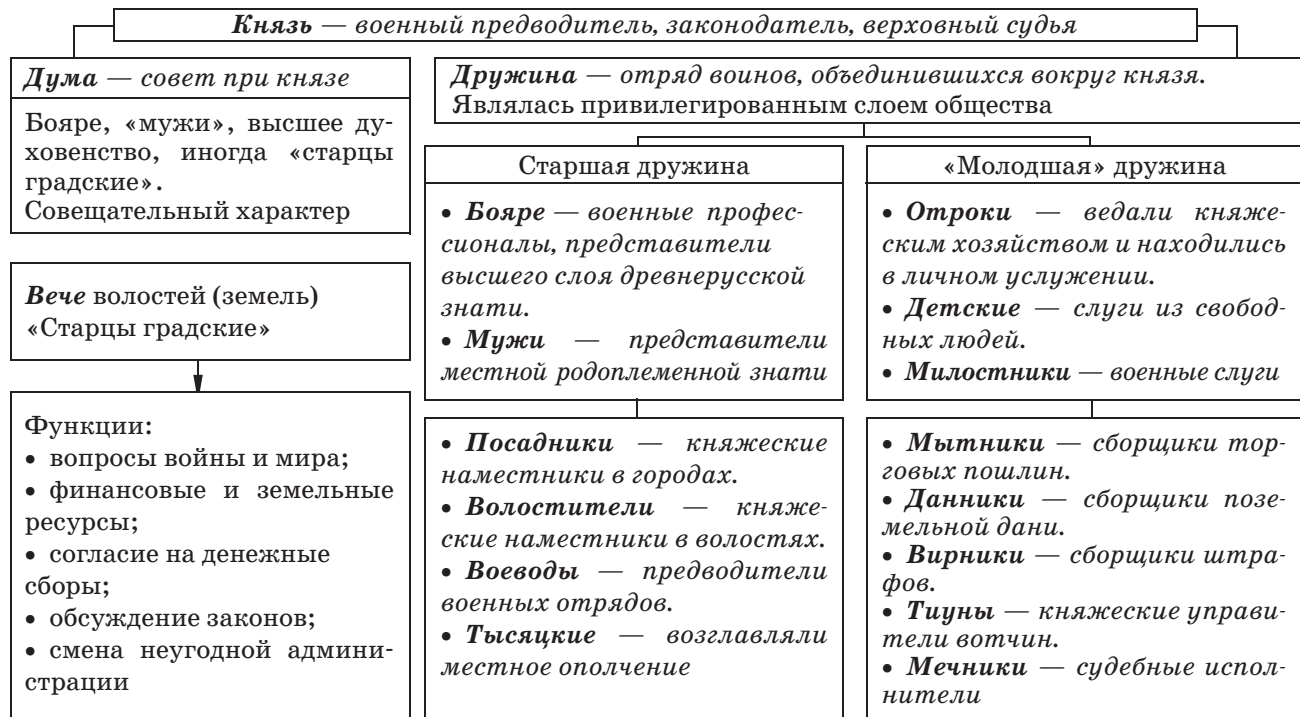 Князь — военный предводитель, законодатель, верховный судья
Дума — совет при князе
Бояре, «мужи», высшее ду-
ховенство, иногда «старцы
градские».
Совещательный характер
Вече волостей (земель)
«Старцы градские»
Функции:
• вопросы войны и мира;
• финансовые и земельные
ресурсы;
• согласие на денежные
сборы;
• обсуждение законов;
• смена неугодной админи-
страции
Дружина — отряд воинов, объединившихся вокруг князя.
Являлась привилегированным слоем общества
Старшая дружина
• Бояре — военные профес-
сионалы, представители
высшего слоя древнерусской
знати.
• Мужи — представители
местной родоплеменной знати
• Посадники — княжеские
наместники в городах.
• Волостители — княже-
ские наместники в волостях.
• Воеводы — предводители
военных отрядов.
• Тысяцкие — возглавляли
местное ополчение
«Молодшая» дружина
• Отроки — ведали княже-
ским хозяйством и находились
в личном услужении.
• Детские — слуги из свобод-
ных людей.
• Милостники — военные слуги
• Мытники — сборщики тор-
говых пошлин.
• Данники — сборщики позе-
мельной дани.
• Вирники — сборщики штра-
фов.
• Тиуны — княжеские управи-
тели вотчин.
• Мечники — судебные испол-
нители